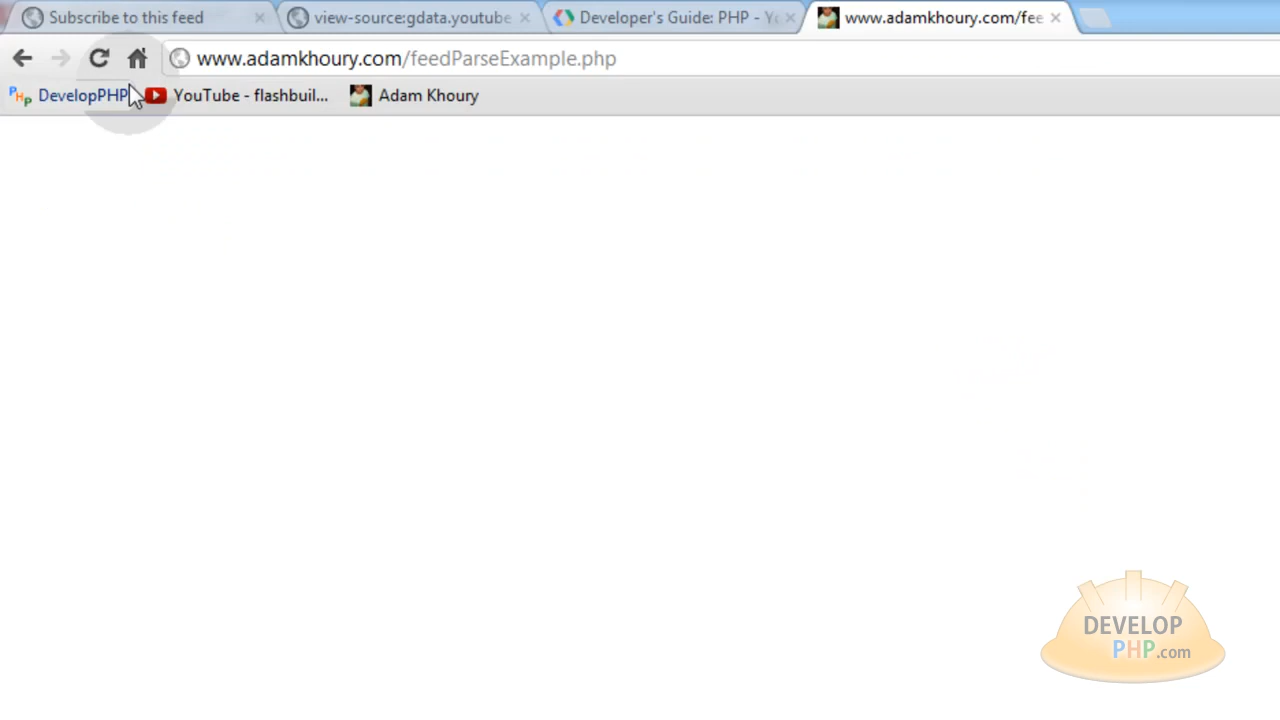 Subscribe to this feed
view-source:gdata.youtube
Developer's Guide: PHP - Yo
www.adamkhoury.com/fee
www.adamkhoury.com/feedParseExample.php
PHP DevelopPHP
YouTube - flashbuil...
Adam Khoury
DEVELOP
PHP.com